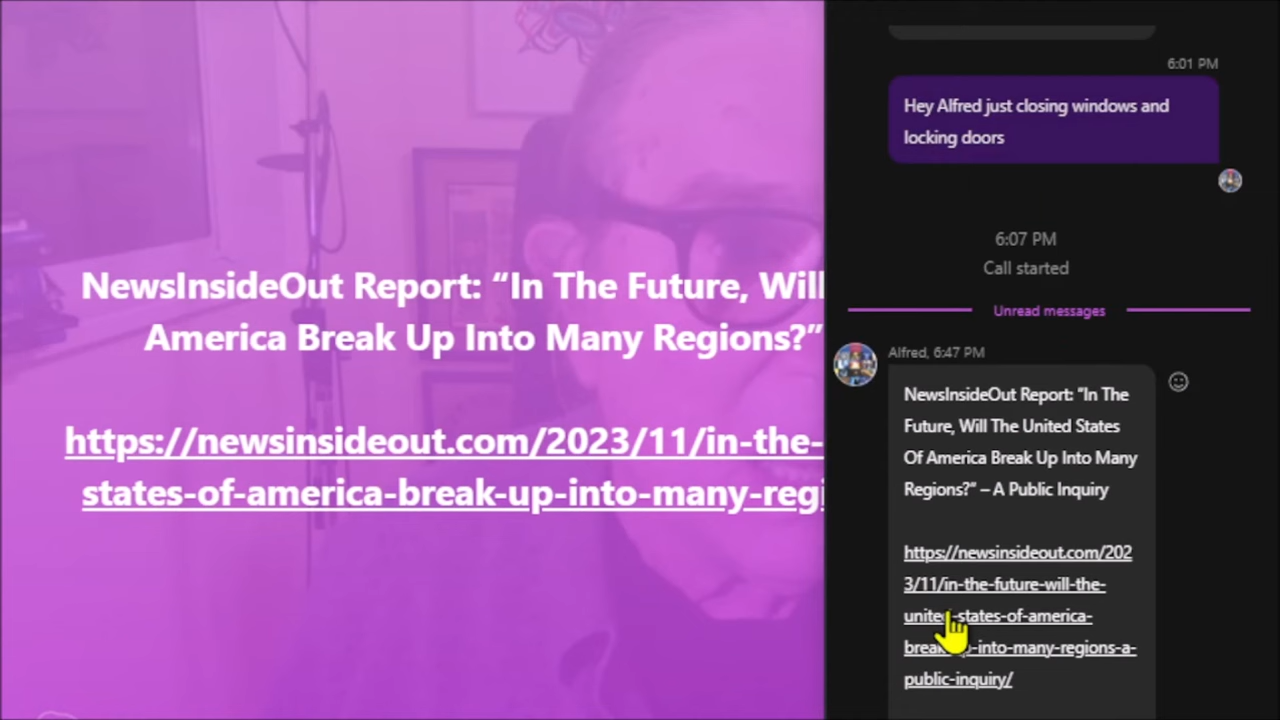 NewsInsideOut Report: “In The Future, Will
America Break Up Into Many Regions?”
https://newsinsideout.com/2023/11/in-the-
states-of-america-break-up-into-many-regi
6:01 PM
Hey Alfred just closing windows and
locking doors
6:07 PM
Call started
Unread messages
Alfred, 6:47 PM
NewsInsideOut Report: “In The
Future, Will The United States
Of America Break Up Into Many
Regions?” – A Public Inquiry
https://newsinsideout.com/202
3/11/in-the-future-will-the-
united-states-of-america-
break-up-into-many-regions-a-
public-inquiry/